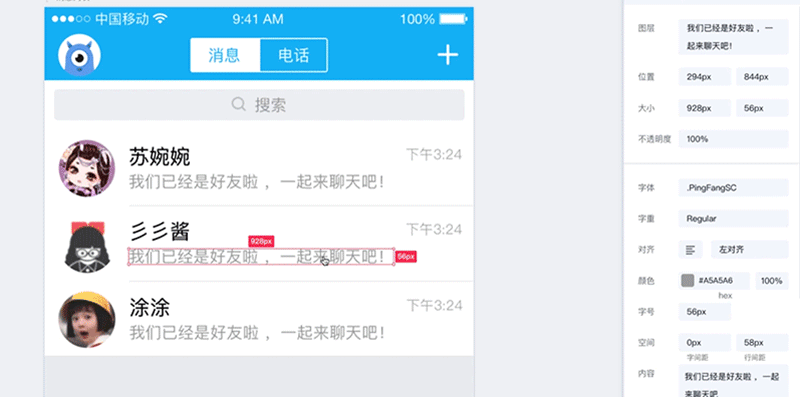 中国移动 9:41 AM 100%
消息 电话
搜索
苏婉婉 下午3:24
我们已经是好友啦 ，一起来聊天吧!
彡彡酱 下午3:24
928px
我们已经是好友啦 ，一起来聊天吧! 56px
涂涂 下午3:24
我们已经是好友啦 ，一起来聊天吧!
图层 我们已经是好友啦 ，一
起来聊天吧!
位置 294px 844px
大小 928px 56px
不透明度 100%
字体 .PingFangSC
字重 Regular
对齐 左对齐
颜色 #A5A5A6 100%
hex
字号 56px
空间 0px 58px
字间距 行间距
内容 我们已经是好友啦 ，一起
来聊天吧!